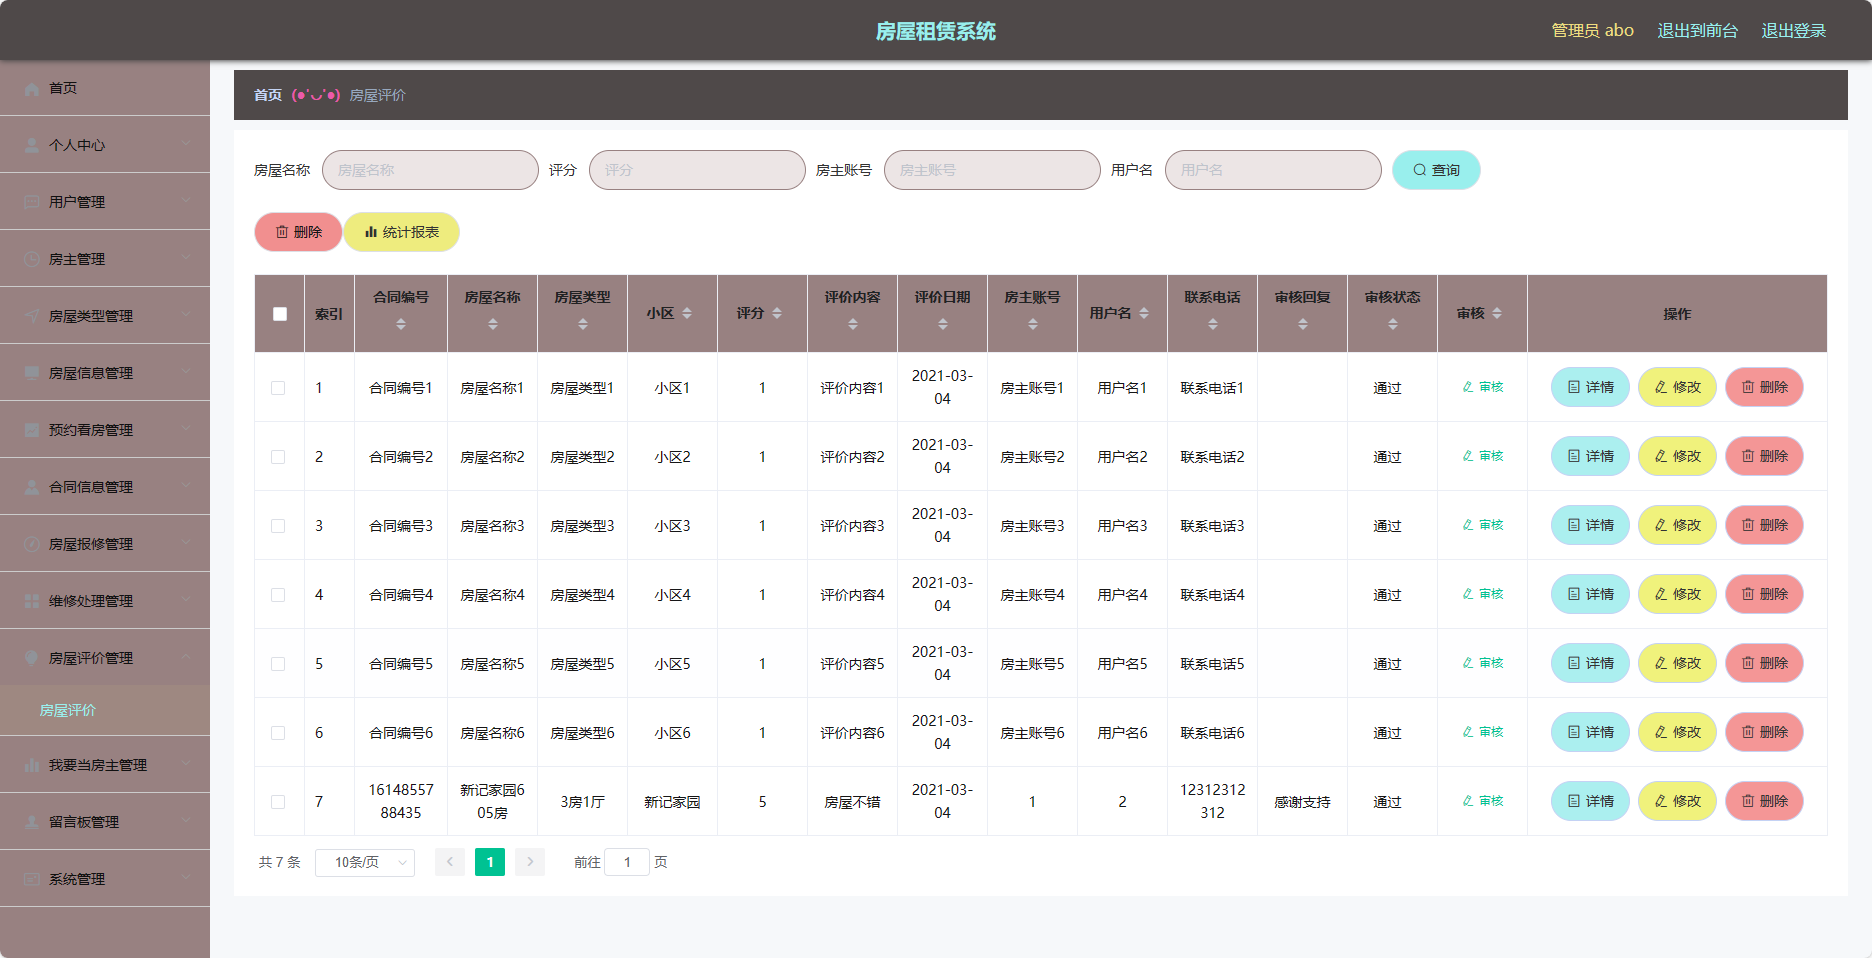 房屋租赁系统
管理员 abo 退出到前台 退出登录
首页
个人中心
用户管理
房主管理
房屋类型管理
房屋信息管理
预约看房管理
合同信息管理
房屋报修管理
维修处理管理
房屋评价管理
房屋评价
我要当房主管理
留言板管理
系统管理
首页 (●'◡'●) 房屋评价
房屋名称 房屋名称 评分 评分 房主账号 房主账号 用户名 用户名 查询
删除 统计报表
索引 合同编号 房屋名称 房屋类型 小区 评分 评价内容 评价日期 房主账号 用户名 联系电话 审核回复 审核状态 审核 操作
1 合同编号1 房屋名称1 房屋类型1 小区1 1 评价内容1 2021-03-04 房主账号1 用户名1 联系电话1 通过 审核 详情 修改 删除
2 合同编号2 房屋名称2 房屋类型2 小区2 1 评价内容2 2021-03-04 房主账号2 用户名2 联系电话2 通过 审核 详情 修改 删除
3 合同编号3 房屋名称3 房屋类型3 小区3 1 评价内容3 2021-03-04 房主账号3 用户名3 联系电话3 通过 审核 详情 修改 删除
4 合同编号4 房屋名称4 房屋类型4 小区4 1 评价内容4 2021-03-04 房主账号4 用户名4 联系电话4 通过 审核 详情 修改 删除
5 合同编号5 房屋名称5 房屋类型5 小区5 1 评价内容5 2021-03-04 房主账号5 用户名5 联系电话5 通过 审核 详情 修改 删除
6 合同编号6 房屋名称6 房屋类型6 小区6 1 评价内容6 2021-03-04 房主账号6 用户名6 联系电话6 通过 审核 详情 修改 删除
7 1614855788435 新记家园605房 3房1厅 新记家园 5 房屋不错 2021-03-04 1 2 12312312312 感谢支持 通过 审核 详情 修改 删除
共 7 条 10条/页 1 前往 1 页